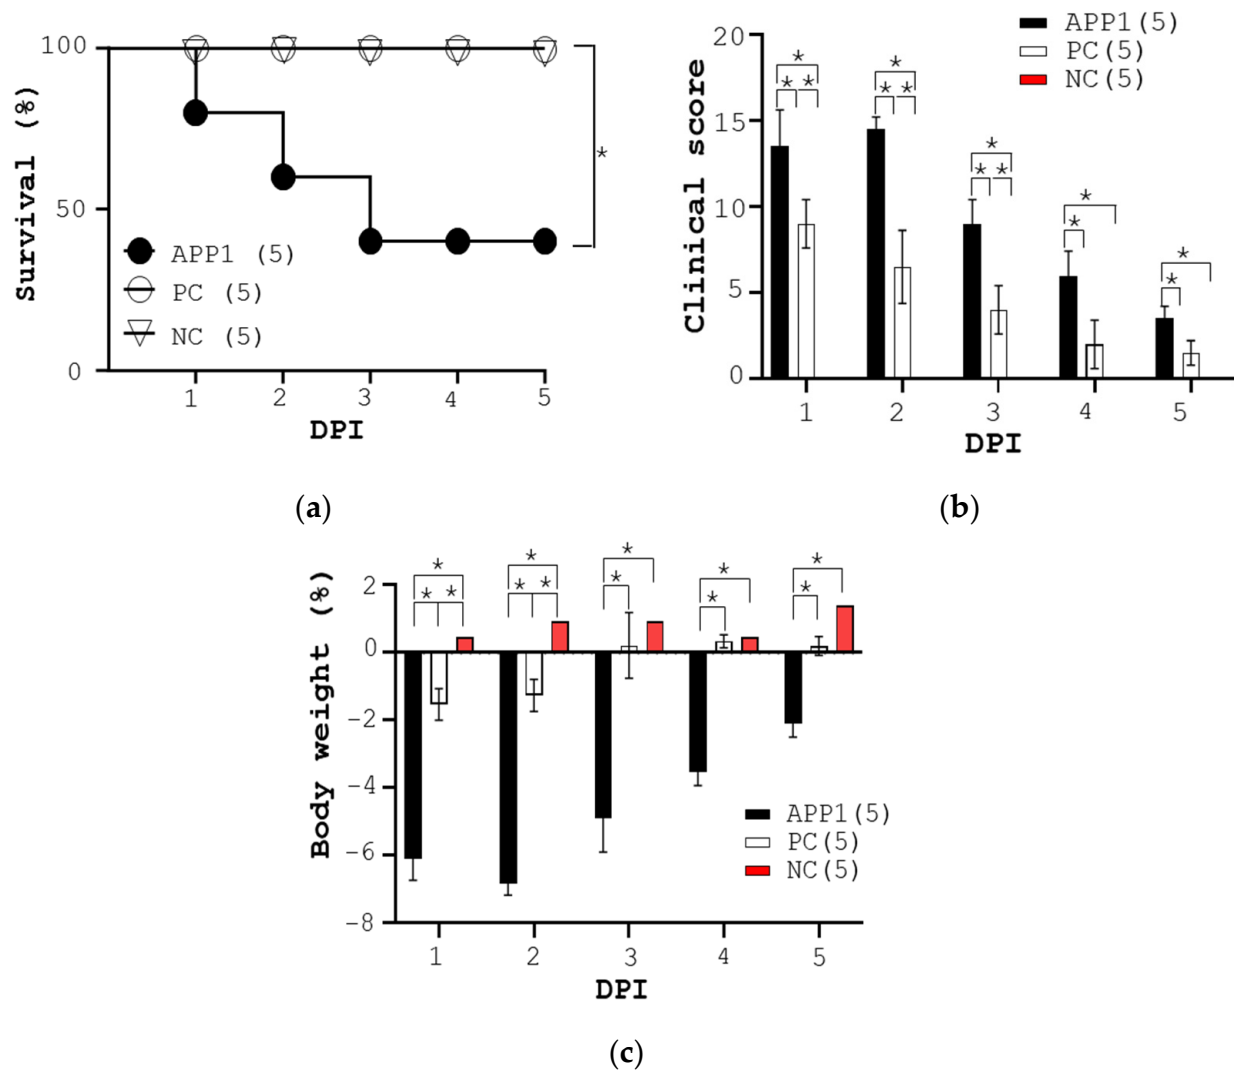 Survival (%)
100
50
0
*
APP1 (5)
PC (5)
NC (5)
1 2 3 4 5
DPI
(a)
Clinical score
20
15
10
5
0
APP1(5)
PC(5)
NC(5)
*
* *
*
* *
*
* *
*
*
*
*
1 2 3 4 5
DPI
(b)
Body weight (%)
2
0
-2
-4
-6
-8
*
* *
*
* *
*
*
*
*
*
*
APP1(5)
PC(5)
NC(5)
1 2 3 4 5
DPI
(c)